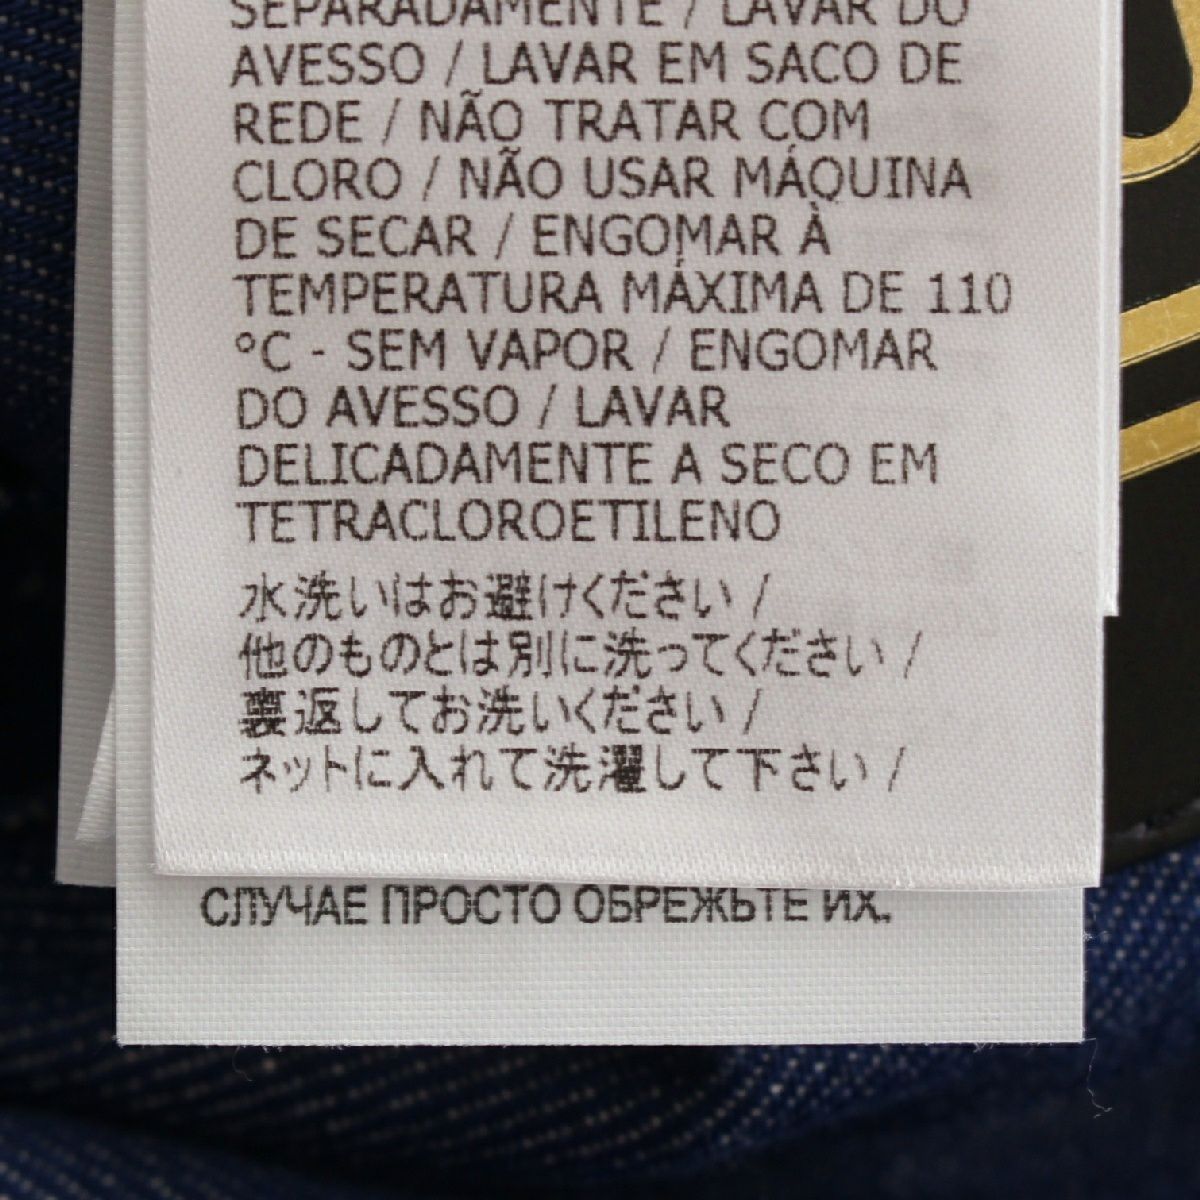 SEPARADAMENTE / LAVAR DO
AVESSO / LAVAR EM SACO DE
REDE / NÃO TRATAR COM
CLORO / NÃO USAR MÁQUINA
DE SECAR / ENGOMAR À
TEMPERATURA MÁXIMA DE 110
°C - SEM VAPOR / ENGOMAR
DO AVESSO / LAVAR
DELICADAMENTE A SECO EM
TETRACLOROETILENO
水洗いはお避けください /
他のものとは別に洗ってください /
裏返してお洗いください /
ネットに入れて洗濯して下さい /
СЛУЧАЕ ПРОСТО ОБРЕЖЬТЕ ИХ.